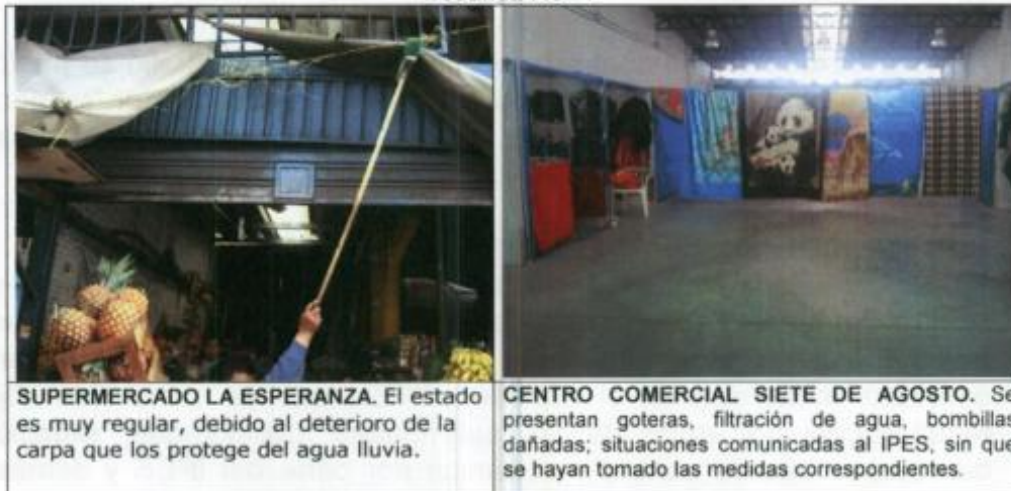 SUPERMERCADO LA ESPERANZA. El estado
es muy regular, debido al deterioro de la
carpa que los protege del agua lluvia.
CENTRO COMERCIAL SIETE DE AGOSTO. Se
presentan goteras, filtración de agua, bombillas
dañadas; situaciones comunicadas al IPES, sin que
se hayan tomado las medidas correspondientes.